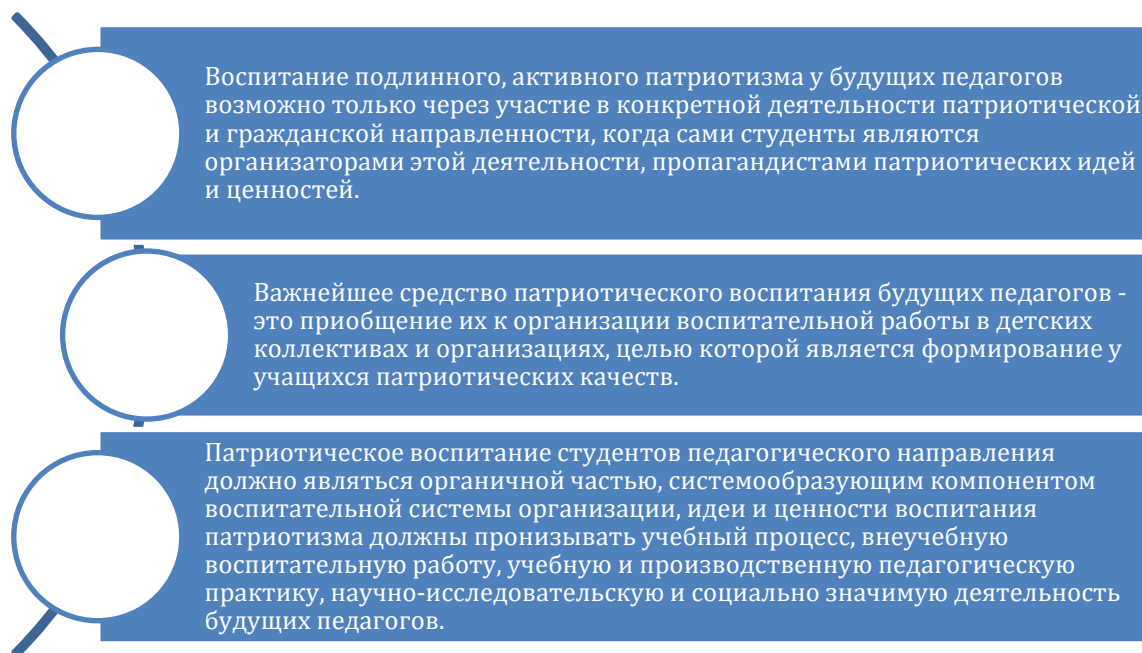 Воспитание подлинного, активного патриотизма у будущих педагогов
возможно только через участие в конкретной деятельности патриотической
и гражданской направленности, когда сами студенты являются
организаторами этой деятельности, пропагандистами патриотических идей
и ценностей.
Важнейшее средство патриотического воспитания будущих педагогов -
это приобщение их к организации воспитательной работы в детских
коллективах и организациях, целью которой является формирование у
учащихся патриотических качеств.
Патриотическое воспитание студентов педагогического направления
должно являться органичной частью, системообразующим компонентом
воспитательной системы организации, идеи и ценности воспитания
патриотизма должны пронизывать учебный процесс, внеучебную
воспитательную работу, учебную и производственную педагогическую
практику, научно-исследовательскую и социально значимую деятельность
будущих педагогов.